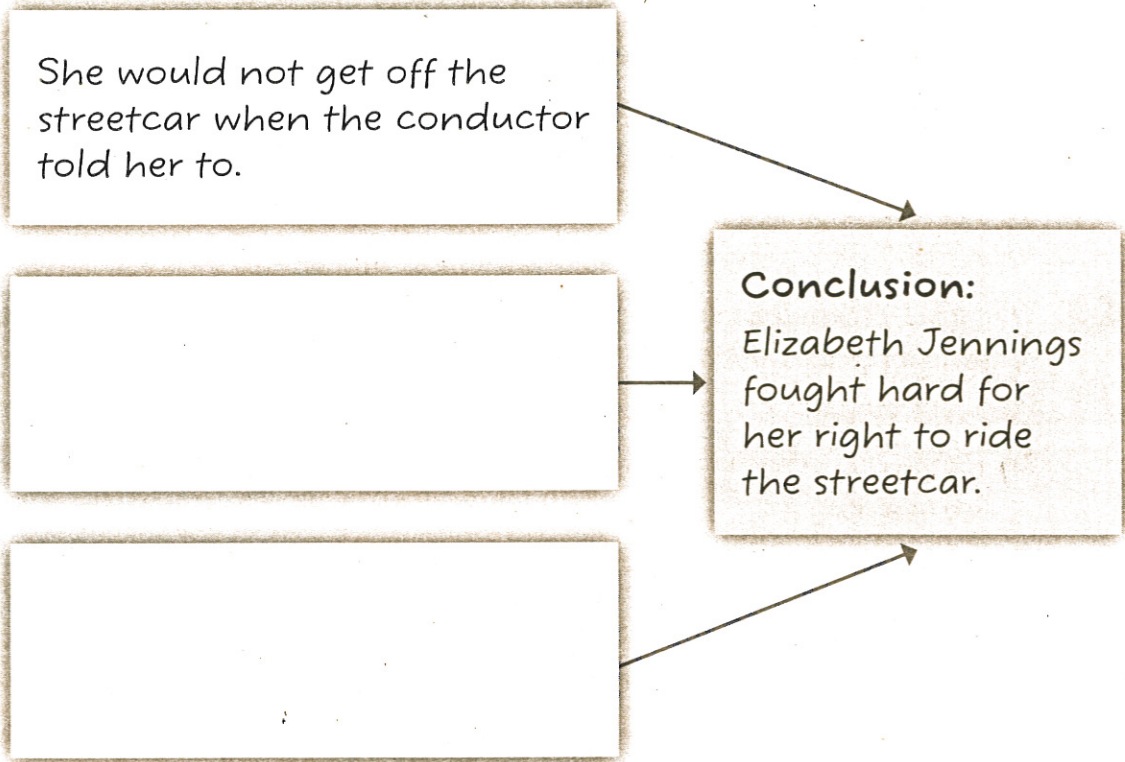 She would not get off the
streetcar when the conductor
told her to.
Conclusion:
Elizabeth Jennings
fought hard for
her right to ride
the streetcar.